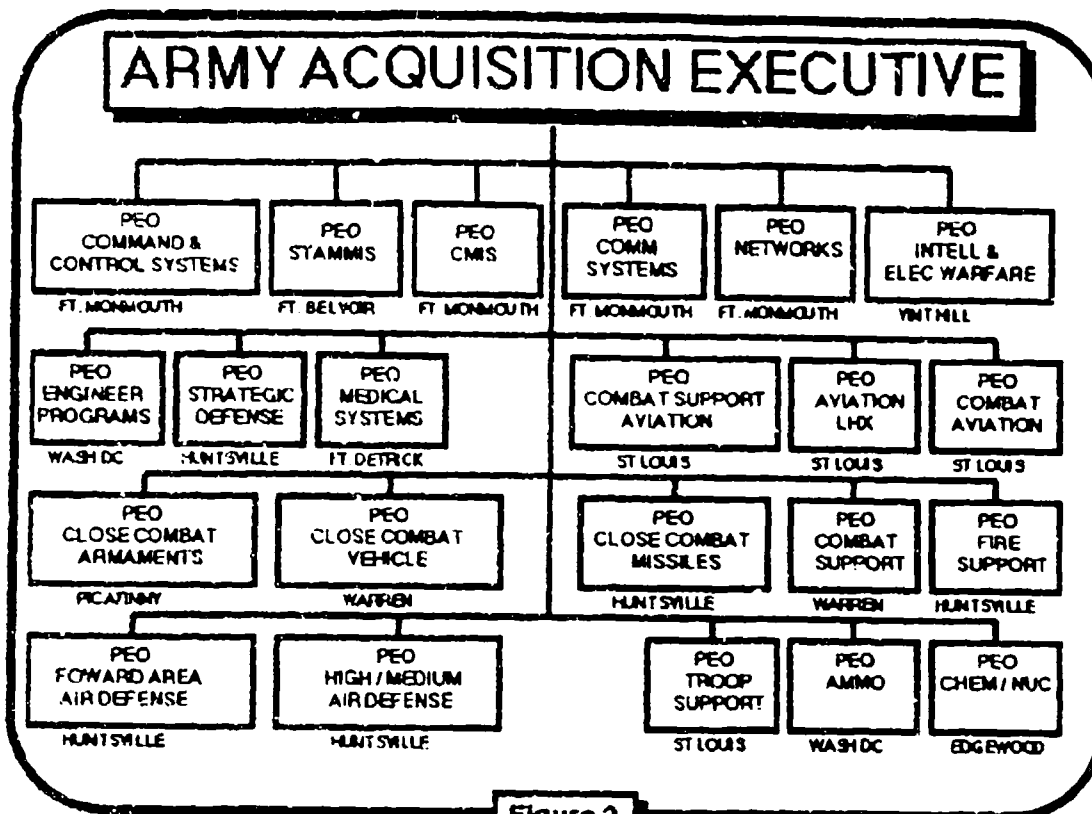 ARMY ACQUISITION EXECUTIVE
PEO
COMMAND &
CONTROL SYSTEMS
FT. MONMOUTH
PEO
STAMMIS
FT. BELVOIR
PEO
CMIS
FT. MONMOUTH
PEO
COMM
SYSTEMS
FT. MONMOUTH
PEO
NETWORKS
FT. MONMOUTH
PEO
INTELL &
ELEC WARFARE
VINT HILL
PEO
ENGINEER
PROGRAMS
WASH DC
PEO
STRATEGIC
DEFENSE
HUNTSVILLE
PEO
MEDICAL
SYSTEMS
FT. DETRICK
PEO
COMBAT SUPPORT
AVIATION
ST LOUIS
PEO
AVIATION
LHX
ST LOUIS
PEO
COMBAT
AVIATION
ST LOUIS
PEO
CLOSE COMBAT
ARMAMENTS
PICATINNY
PEO
CLOSE COMBAT
VEHICLE
WARREN
PEO
CLOSE COMBAT
MISSILES
HUNTSVILLE
PEO
COMBAT
SUPPORT
WARREN
PEO
FIRE
SUPPORT
HUNTSVILLE
PEO
FOWARD AREA
AIR DEFENSE
HUNTSVILLE
PEO
HIGH / MEDIUM
AIR DEFENSE
HUNTSVILLE
PEO
TROOP
SUPPORT
ST LOUIS
PEO
AMMO
WASH DC
PEO
CHEM / NUC
EDGEWOOD
Figure 2